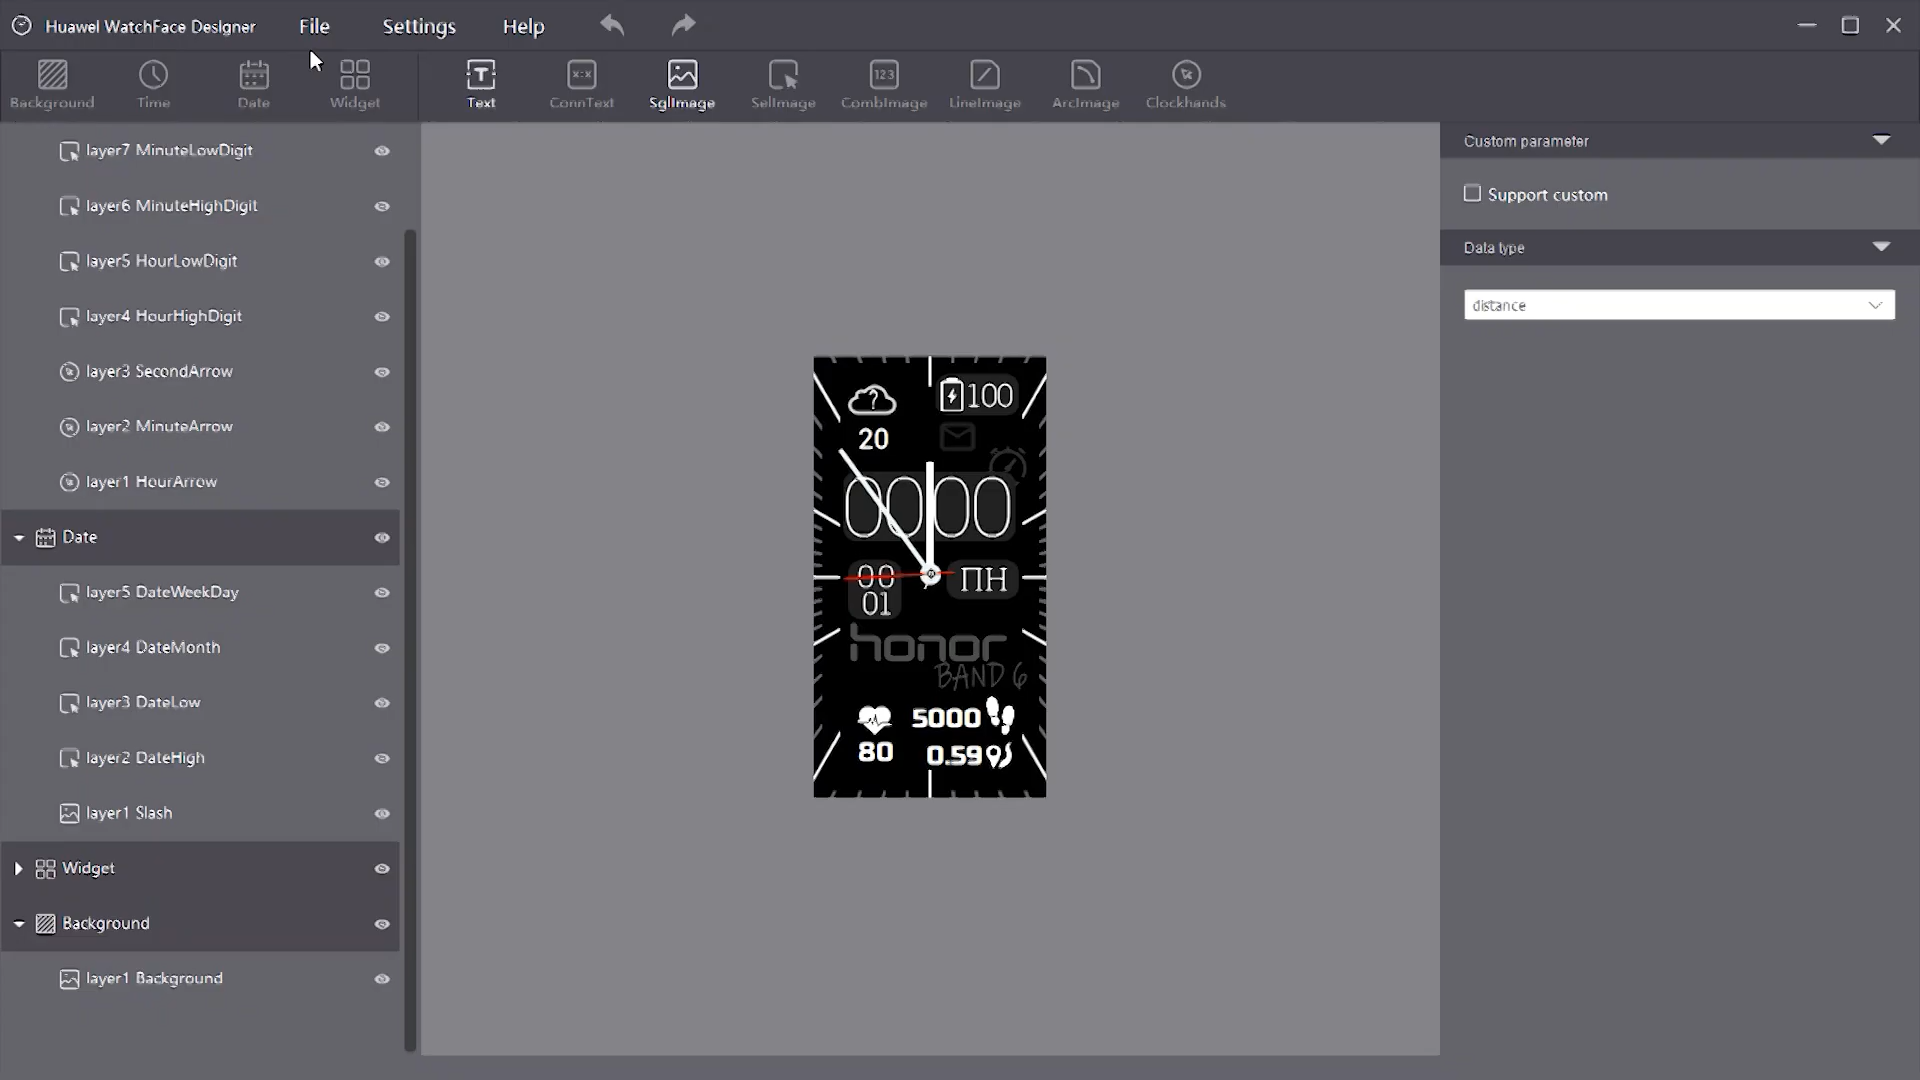 Huawei WatchFace Designer File Settings Help
Background Time Date Widget Text ConnText SglImage SelImage CombImage LineImage ArcImage Clockhands
layer7 MinuteLowDigit
layer6 MinuteHighDigit
layer5 HourLowDigit
layer4 HourHighDigit
layer3 SecondArrow
layer2 MinuteArrow
layer1 HourArrow
Date
layer5 DateWeekDay
layer4 DateMonth
layer3 DateLow
layer2 DateHigh
layer1 Slash
Widget
Background
layer1 Background
100
20
0000
00
01
ПН
honor
BAND 6
5000
80
0.59
Custom parameter
Support custom
Data type
distance